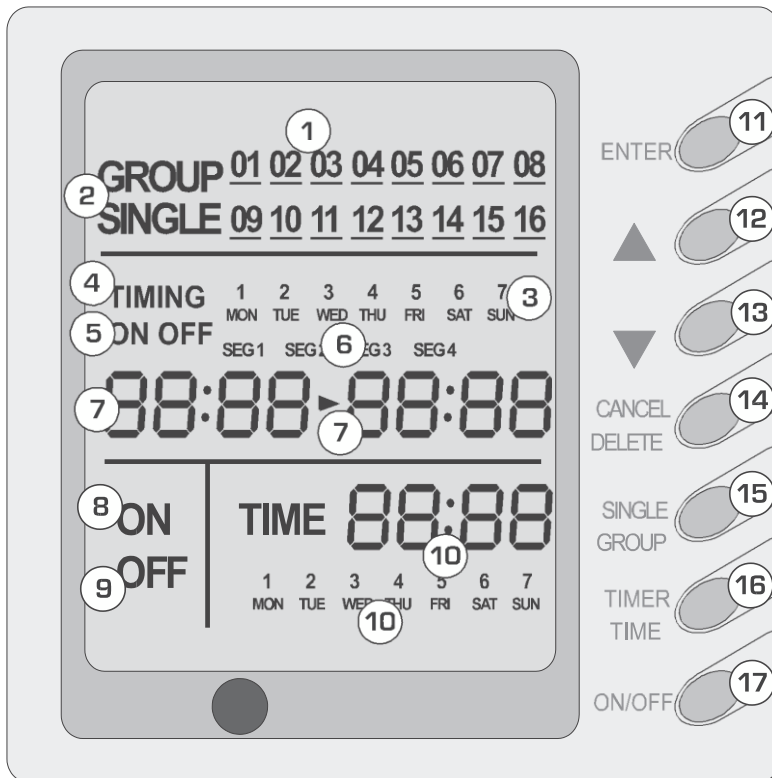 1
GROUP 01 02 03 04 05 06 07 08
2
SINGLE 09 10 11 12 13 14 15 16
4
TIMING 1 2 3 4 5 6 7 3
MON TUE WED THU FRI SAT SUN
5
ON OFF
6
SEG1 SEG2 SEG3 SEG4
7 88:88 7 88:88
8
ON TIME 88:88
10
9
OFF
1 2 3 4 5 6 7
MON TUE WED THU FRI SAT SUN
10
ENTER 11
12
13
CANCEL 14
DELETE
SINGLE 15
GROUP
TIMER 16
TIME
ON/OFF 17